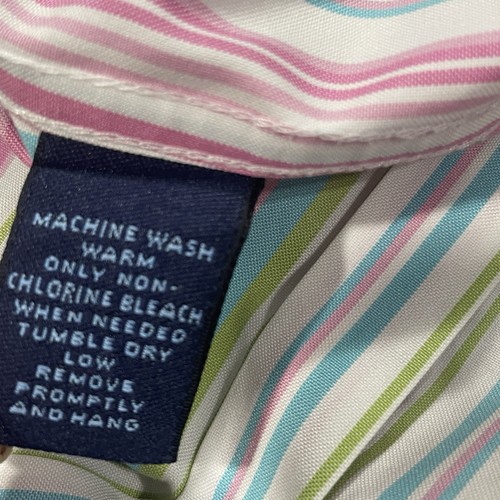 MACHINE WASH
WARM
ONLY NON-
CHLORINE BLEACH
WHEN NEEDED
TUMBLE DRY
LOW
REMOVE
PROMPTLY
AND HANG